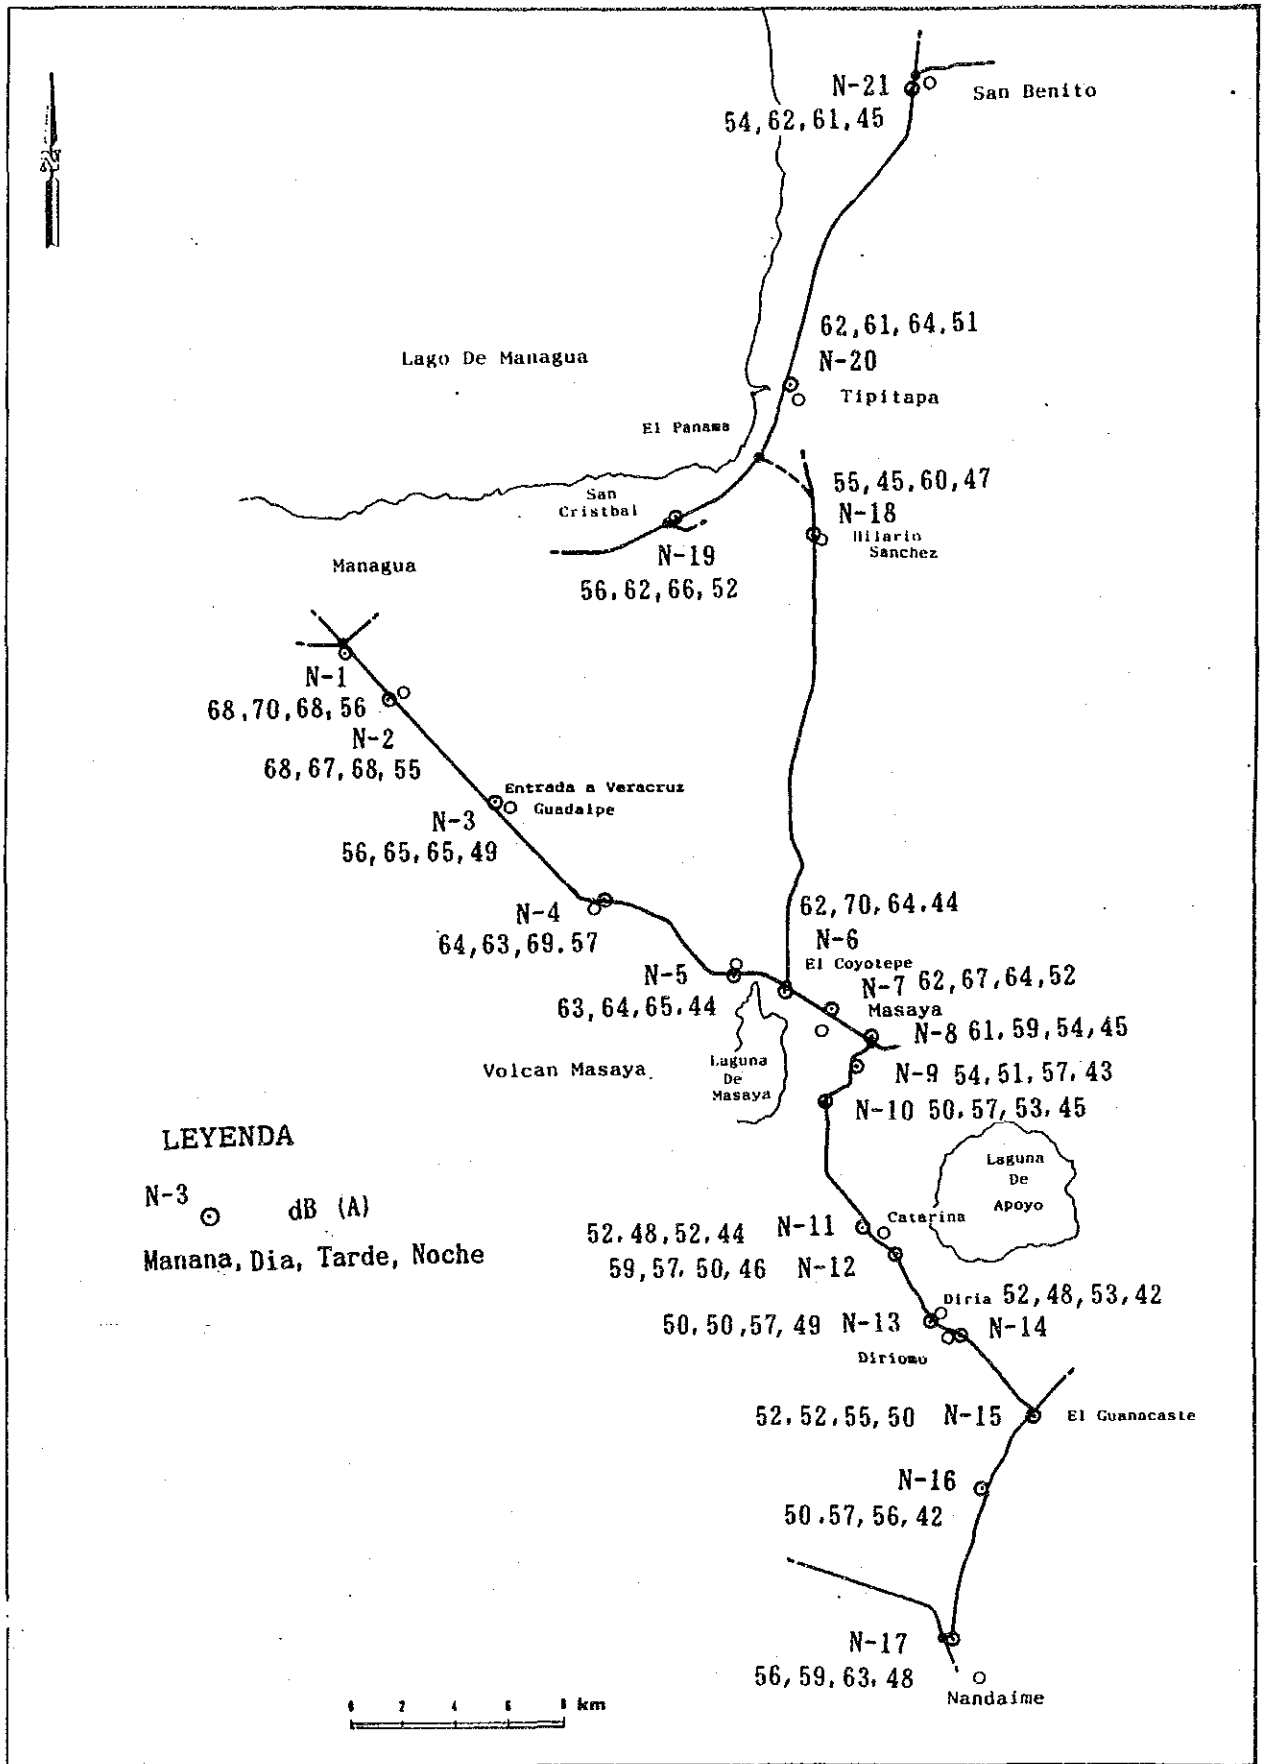 N-21
San Benito
54,62,61,45
N
62,61,64.51
N-20
Lago De Managua
Tipitapa
El Panama
55,45,60,47
San
Cristbal
N-18
Hilario
Sanchez
N-19
Managua
56.62,66,52
N-1
68.70,68,56
N-2
68,67,68,55
Entrada a Veracruz
Guadalpe
N-3
56,65,65,49
62,70,64.44
N-4
N-6
64,63,69.57
El Coyotepe
N-5
N-7 62,67,64,52
63,64,65.44
Masaya
N-8 61,59,54,45
Volcan Masaya
Laguna
De
Masaya
N-9 54,51,57,43
N-10 50,57,53,45
LEYENDA
Laguna
De
Apoyo
N-3
dB (A)
Catarina
52,48,52,44 N-11
Manana, Dia, Tarde, Noche
59,57,50,46 N-12
Diria 52,48,53,42
50,50,57,49 N-13
N-14
Diriomo
52,52,55,50 N-15
El Guanacaste
N-16
50.57,56,42
N-17
56,59,63,48
Nandaime
0 2 4 6 8 km